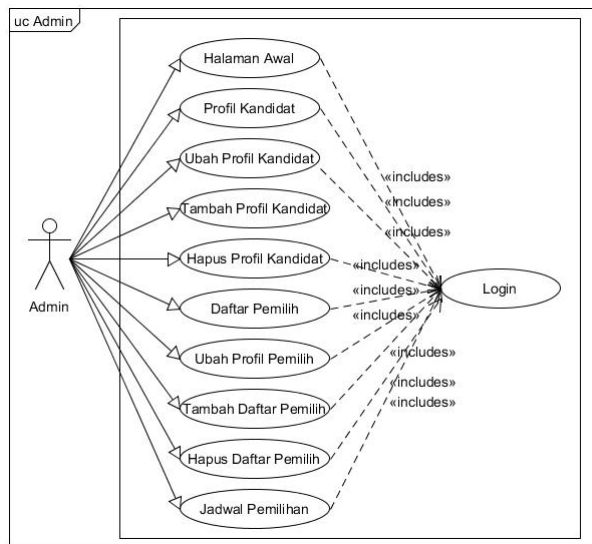 uc Admin
Halaman Awal
Profil Kandidat
Ubah Profil Kandidat
«includes»
«includes»
Tambah Profil Kandidat
«includes»
Admin
Hapus Profil Kandidat
«includes»
«includes»
Login
Daftar Pemilih
«includes»
Ubah Profil Pemilih
«includes»
«includes»
Tambah Daftar Pemilih
«includes»
Hapus Daftar Pemilih
Jadwal Pemilihan